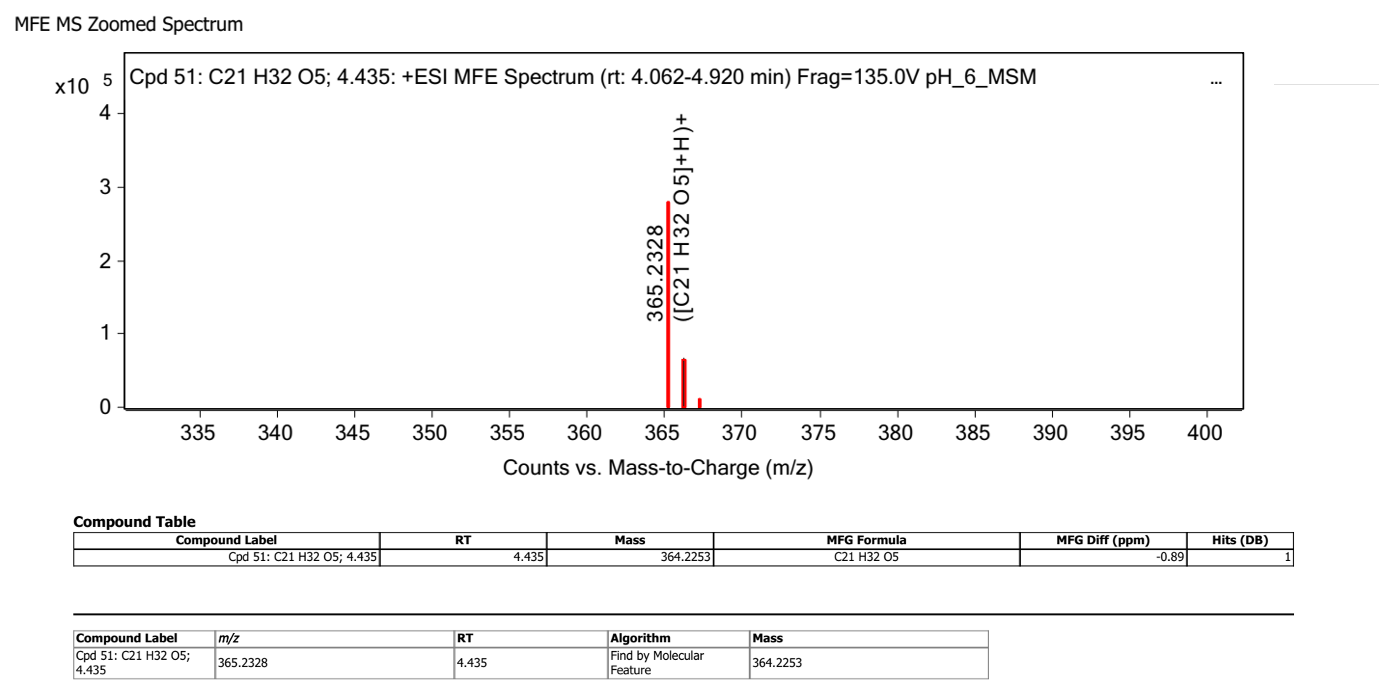 MFE MS Zoomed Spectrum
x10 5
Cpd 51: C21 H32 O5; 4.435: +ESI MFE Spectrum (rt: 4.062-4.920 min) Frag=135.0V pH_6_MSM ...
4
3
2
1
0
365.2328
([C21 H32 O5]+H)+
335 340 345 350 355 360 365 370 375 380 385 390 395 400
Counts vs. Mass-to-Charge (m/z)
Compound Table
Compound Label RT Mass MFG Formula MFG Diff (ppm) Hits (DB)
Cpd 51: C21 H32 O5; 4.435 4.435 364.2253 C21 H32 O5 -0.89 1
Compound Label m/z RT Algorithm Mass
Cpd 51: C21 H32 O5; 4.435 365.2328 4.435 Find by Molecular Feature 364.2253